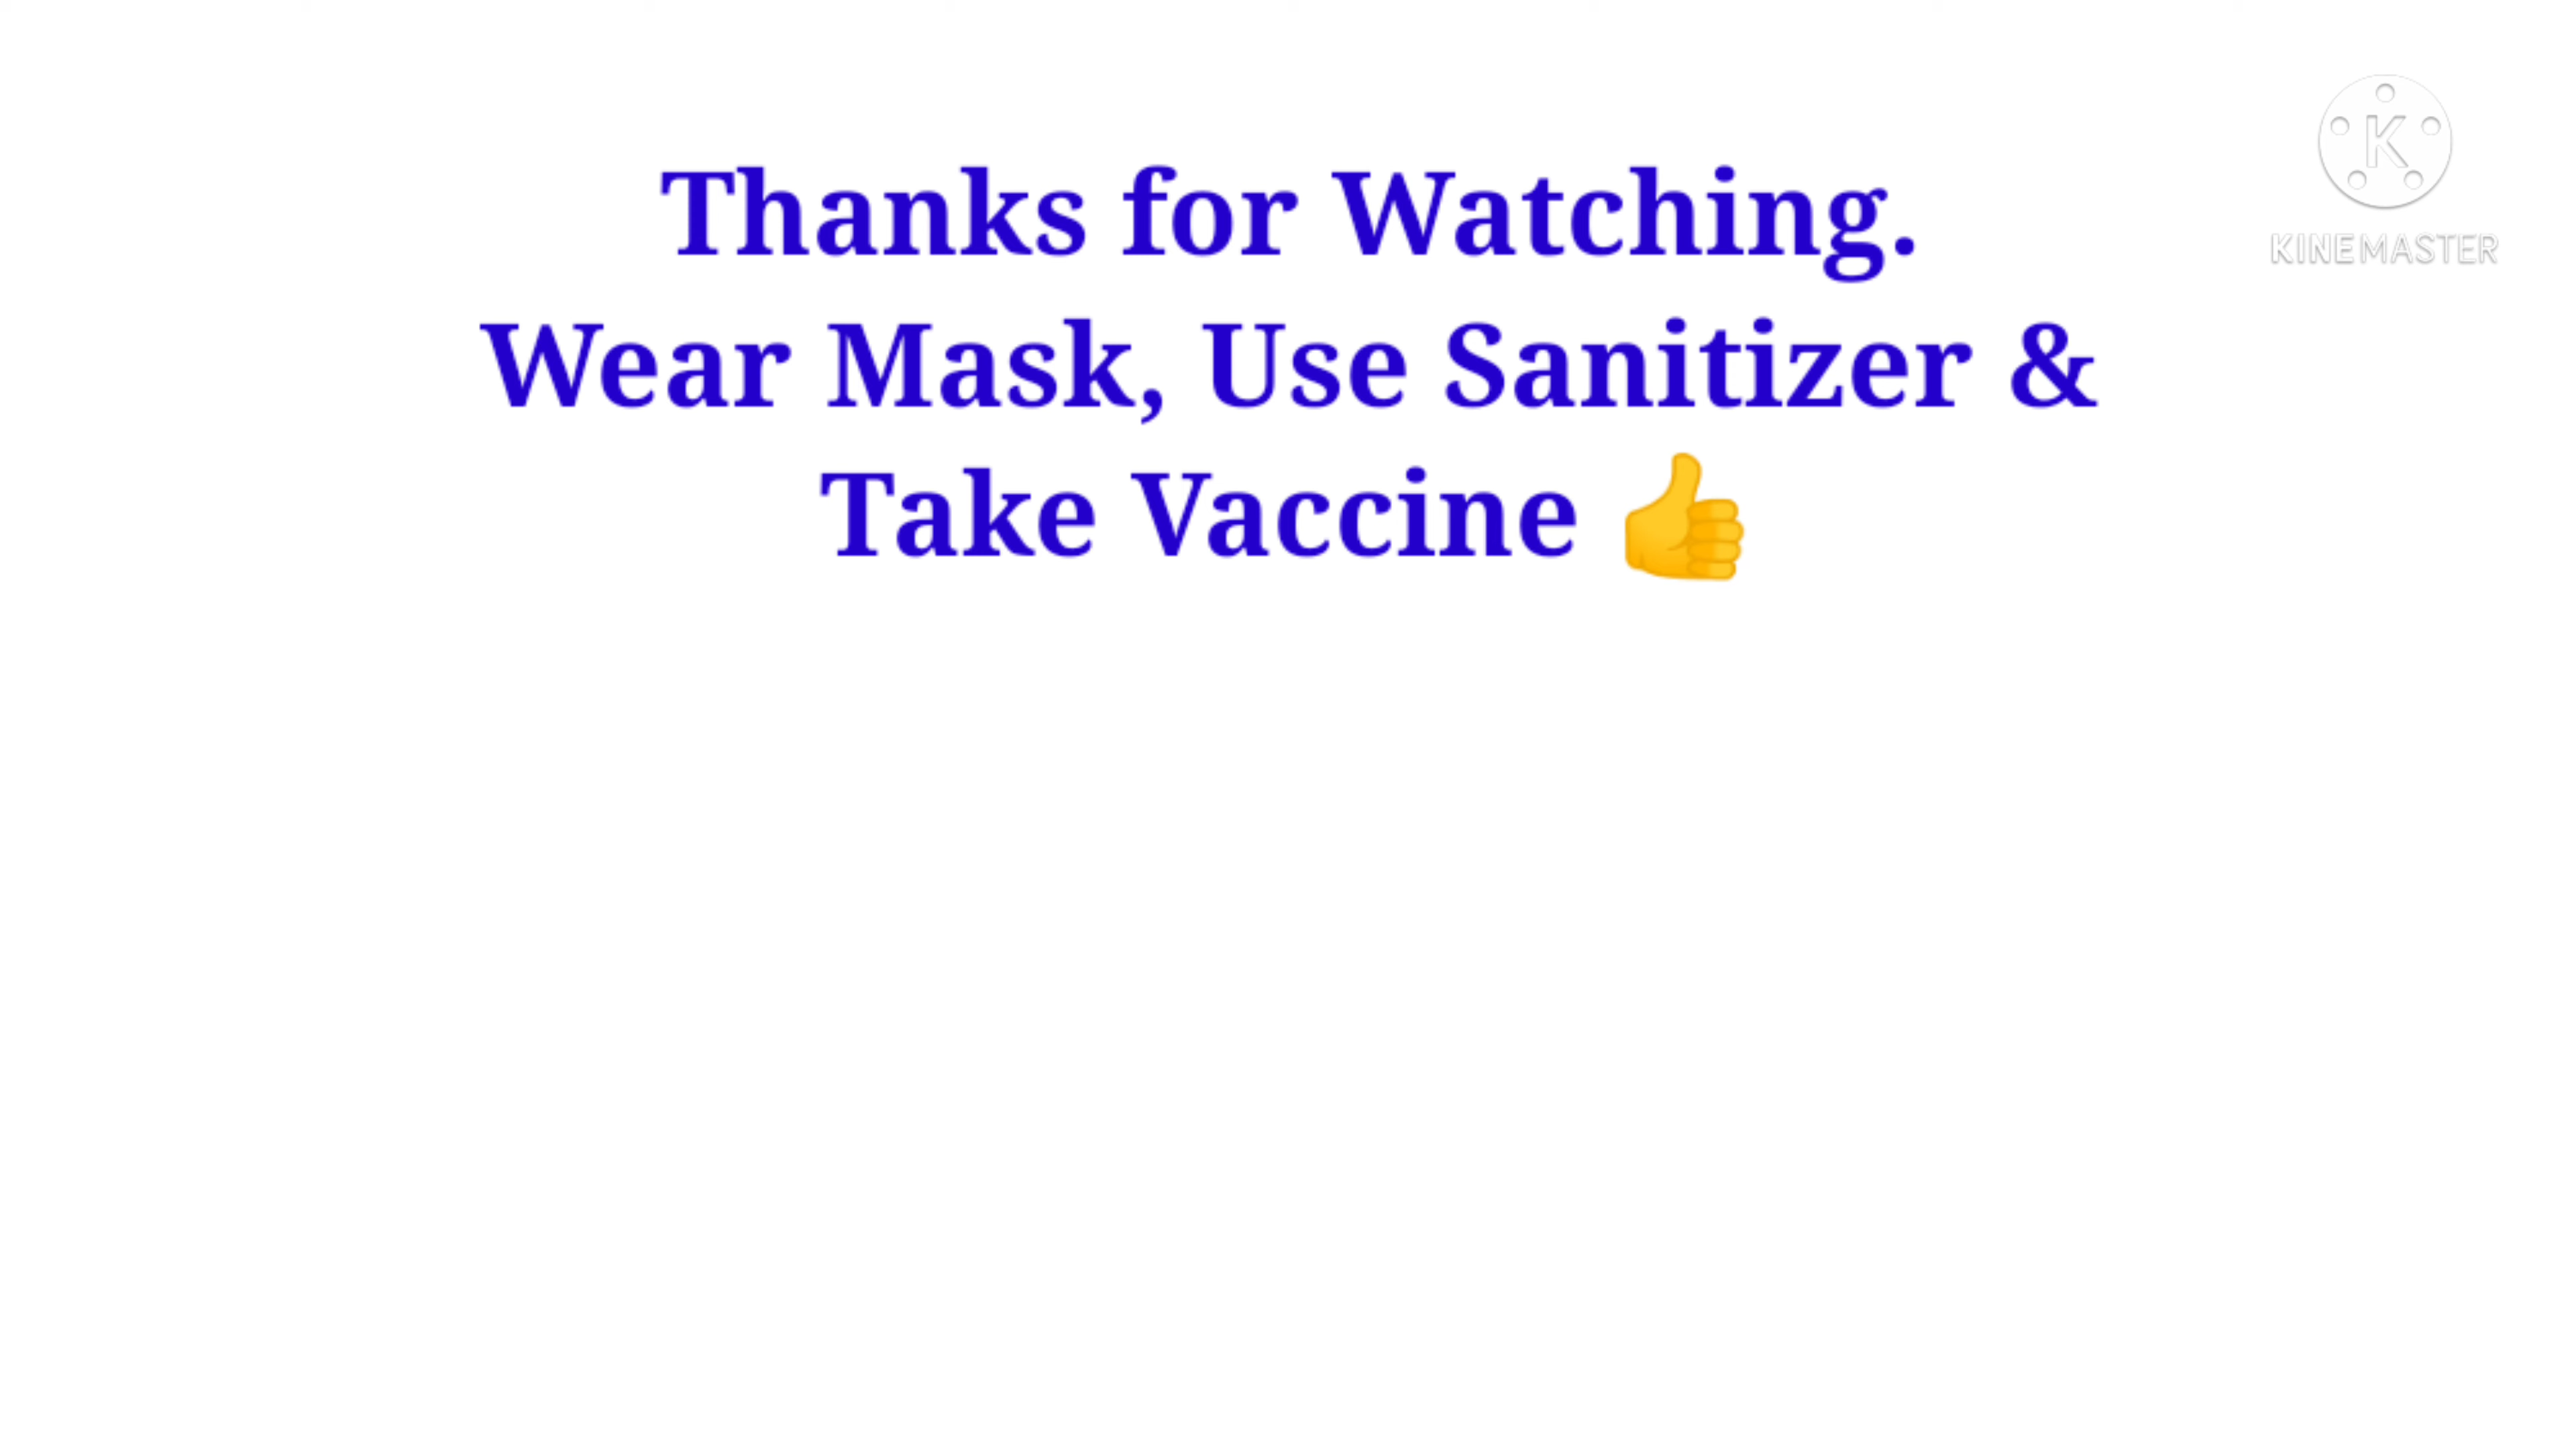 Thanks for Watching.
Wear Mask, Use Sanitizer &
Take Vaccine 👍
K
KINEMASTER